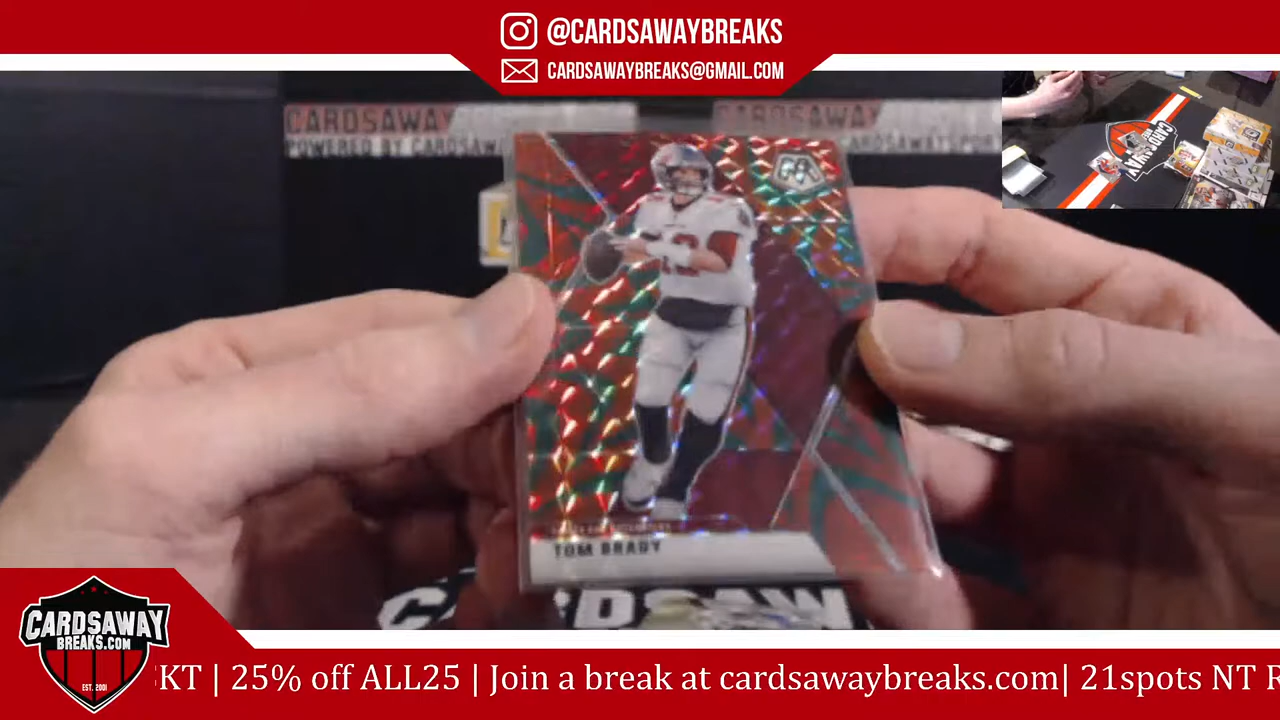 @CARDSAWAYBREAKS
CARDSAWAYBREAKS@GMAIL.COM
CARDSAWAY
POWERED BY CARDSAW
CARDSAWAY
TOM BRADY
CARDSAWAY
BREAKS.COM
EST. 2001
KT | 25% off ALL25 | Join a break at cardsawaybreaks.com| 21spots NT R